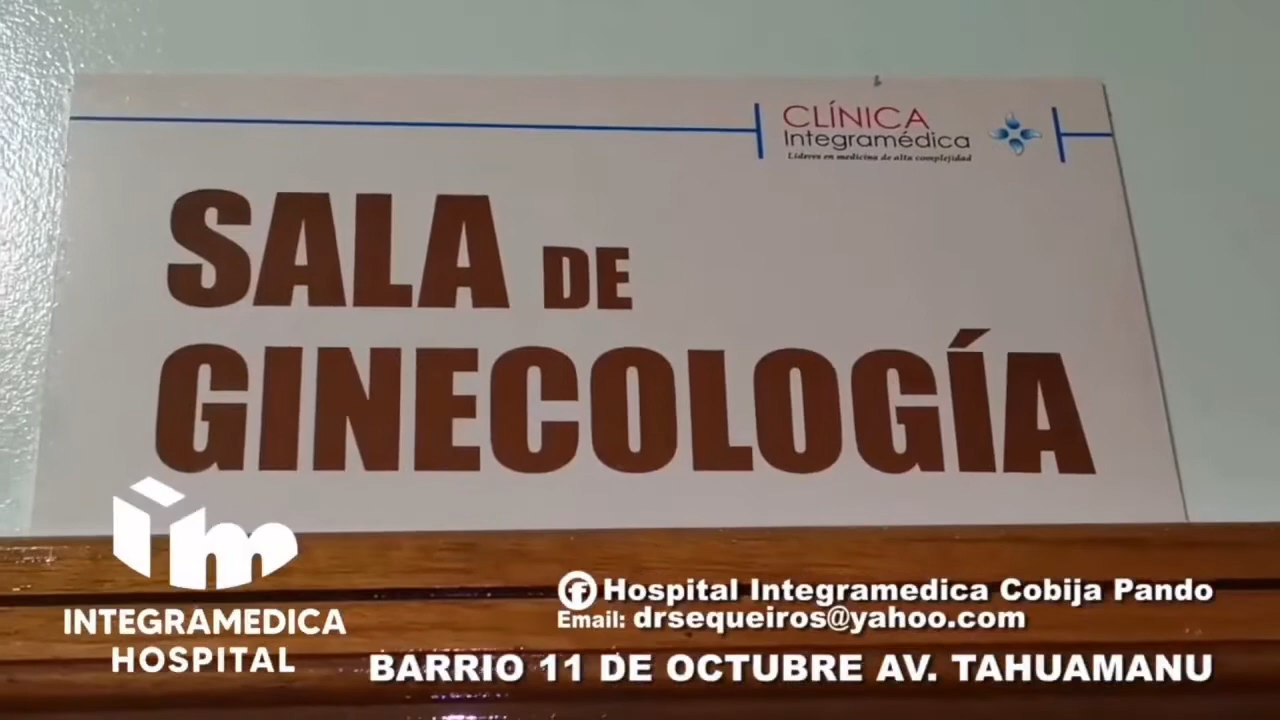 CLÍNICA
Integramédica
Líderes en medicina de alta complejidad
SALA DE
GINECOLOGÍA
im
INTEGRAMEDICA
HOSPITAL
Hospital Integramedica Cobija Pando
Email: drsequeiros@yahoo.com
BARRIO 11 DE OCTUBRE AV. TAHUAMANU